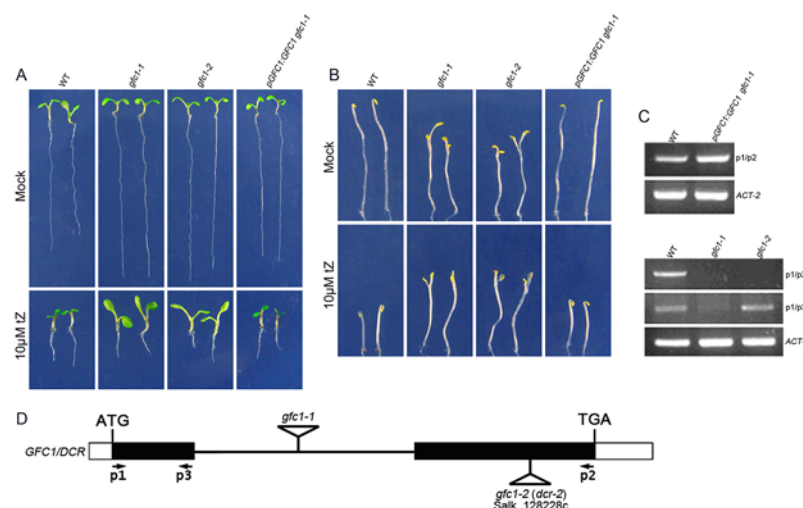 A
WT
gfc1-1
gfc1-2
pGFC1:GFC1 gfc1-1
Mock
10µM tZ
B
WT
gfc1-1
gfc1-2
pGFC1:GFC1 gfc1-1
Mock
10µM tZ
C
WT
pGFC1:GFC1 gfc1-1
p1/p2
ACT-2
WT
gfc1-1
gfc1-2
p1/p
p1/p
ACT-
D
ATG
gfc1-1
TGA
GFC1/DCR
p1
p3
p2
gfc1-2 (dcr-2)
Salk_128228c